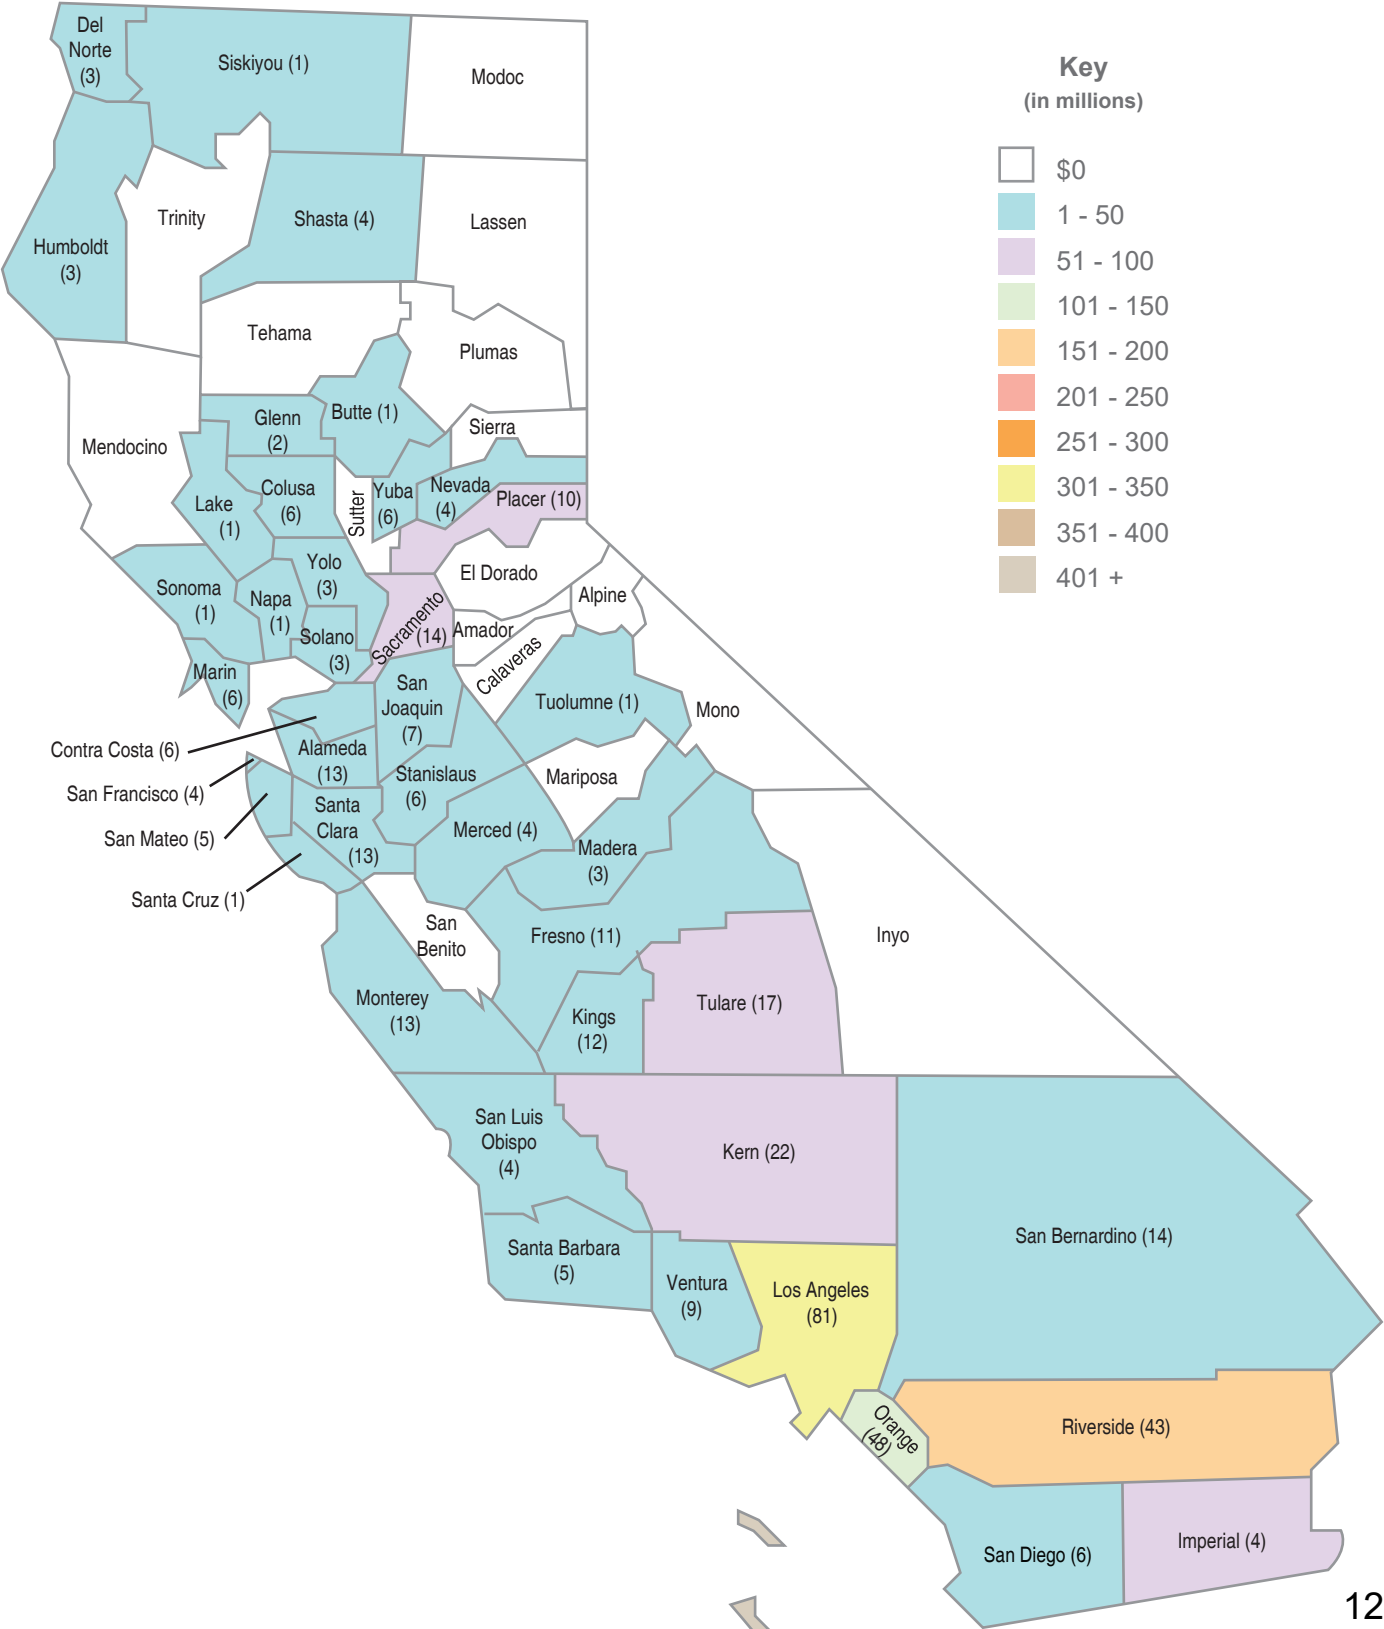 Del
Norte
(3)
Siskiyou (1)
Modoc
Key
(in millions)
$0
1 - 50
51 - 100
101 - 150
151 - 200
201 - 250
251 - 300
301 - 350
351 - 400
401 +
Humboldt
(3)
Trinity
Shasta (4)
Lassen
Tehama
Plumas
Mendocino
Glenn
(2)
Butte (1)
Sierra
Lake
(1)
Colusa
(6)
Sutter
Yuba
(6)
Nevada
(4)
Placer (10)
Sonoma
(1)
Napa
(1)
Yolo
(3)
Solano
(3)
Sacramento
(14)
El Dorado
Alpine
Amador
Calaveras
Marin
(6)
San
Joaquin
(7)
Tuolumne (1)
Mono
Contra Costa (6)
Alameda
(13)
San Francisco (4)
Stanislaus
(6)
Mariposa
San Mateo (5)
Santa
Clara
(13)
Merced (4)
Madera
(3)
Santa Cruz (1)
San
Benito
Fresno (11)
Inyo
Monterey
(13)
Kings
(12)
Tulare (17)
San Luis
Obispo
(4)
Kern (22)
San Bernardino (14)
Santa Barbara
(5)
Ventura
(9)
Los Angeles
(81)
Orange
(48)
Riverside (43)
San Diego (6)
Imperial (4)
12